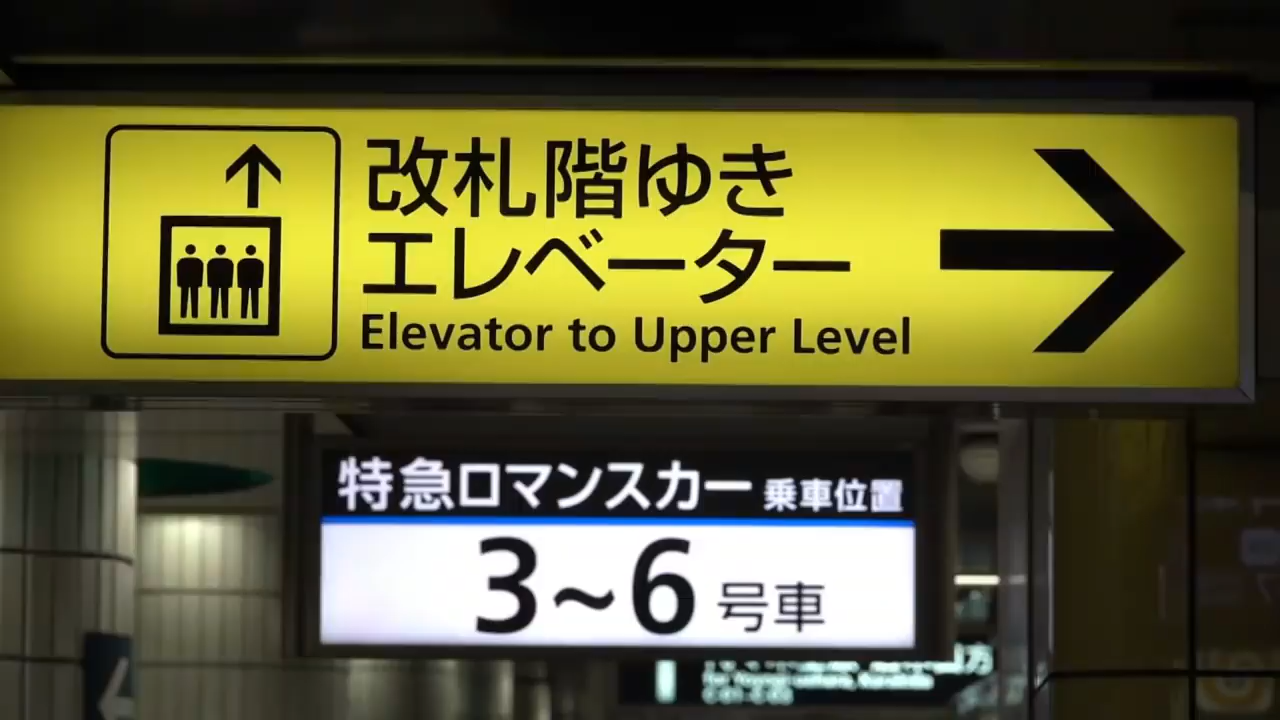 改札階ゆき
エレベーター
Elevator to Upper Level
特急ロマンスカー 乗車位置
3~6 号車